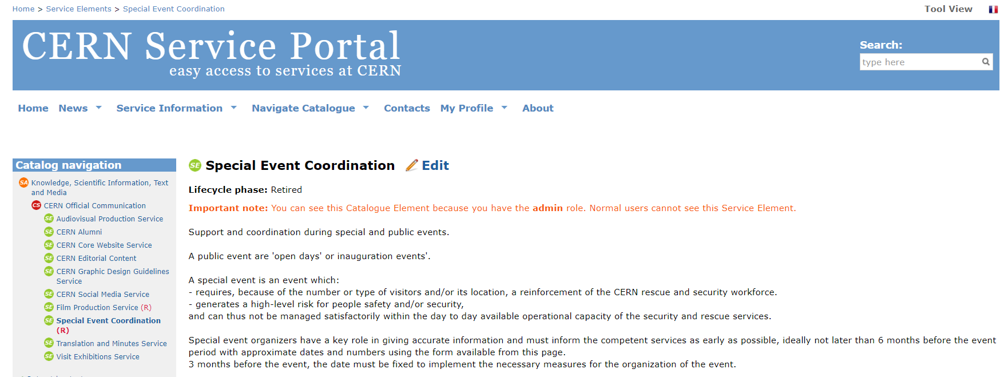 Home > Service Elements > Special Event Coordination
Tool View
CERN Service Portal
easy access to services at CERN
Search:
type here
Home News Service Information Navigate Catalogue Contacts My Profile About
Catalog navigation
SA Knowledge, Scientific Information, Text
and Media
CS CERN Official Communication
SE Audiovisual Production Service
SE CERN Alumni
SE CERN Core Website Service
SE CERN Editorial Content
SE CERN Graphic Design Guidelines
Service
SE CERN Social Media Service
SE Film Production Service (R)
SE Special Event Coordination
(R)
SE Translation and Minutes Service
SE Visit Exhibitions Service
SE Special Event Coordination Edit
Lifecycle phase: Retired
Important note: You can see this Catalogue Element because you have the admin role. Normal users cannot see this Service Element.
Support and coordination during special and public events.
A public event are 'open days' or inauguration events'.
A special event is an event which:
- requires, because of the number or type of visitors and/or its location, a reinforcement of the CERN rescue and security workforce.
- generates a high-level risk for people safety and/or security,
and can thus not be managed satisfactorily within the day to day available operational capacity of the security and rescue services.
Special event organizers have a key role in giving accurate information and must inform the competent services as early as possible, ideally not later than 6 months before the event
period with approximate dates and numbers using the form available from this page.
3 months before the event, the date must be fixed to implement the necessary measures for the organization of the event.